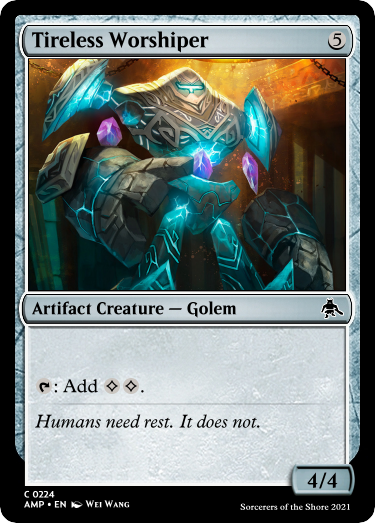 Tireless Worshiper 5
Artifact Creature — Golem
: Add .
Humans need rest. It does not.
4/4
C 0224
AMP • EN Wei Wang
Sorcerers of the Shore 2021